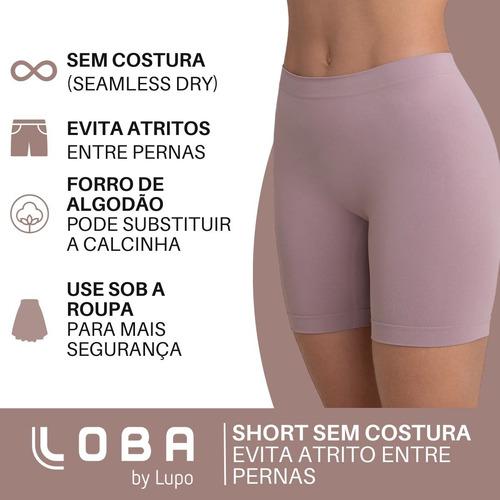 SEM COSTURA
(SEAMLESS DRY)
EVITA ATRITOS
ENTRE PERNAS
FORRO DE
ALGODÃO
PODE SUBSTITUIR
A CALCINHA
USE SOB A
ROUPA
PARA MAIS
SEGURANÇA
LOBA
by Lupo
SHORT SEM COSTURA
EVITA ATRITO ENTRE
PERNAS